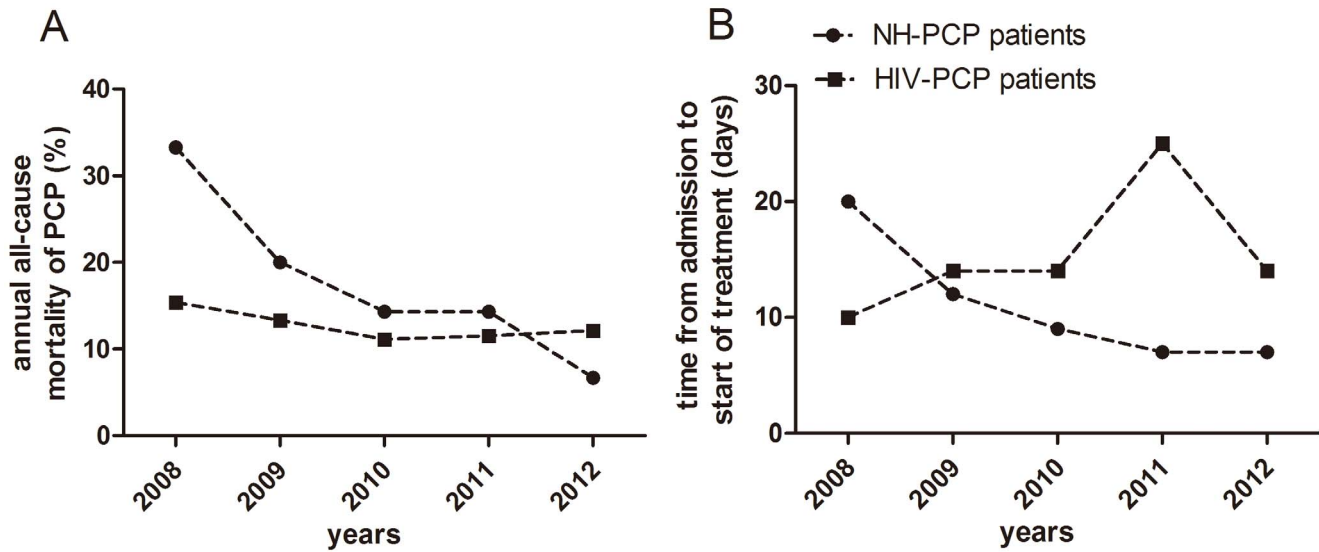 A
annual all-cause
mortality of PCP (%)
40
30
20
10
0
2008
2009
2010
2011
2012
years
B
NH-PCP patients
HIV-PCP patients
time from admission to
start of treatment (days)
30
20
10
0
2008
2009
2010
2011
2012
years